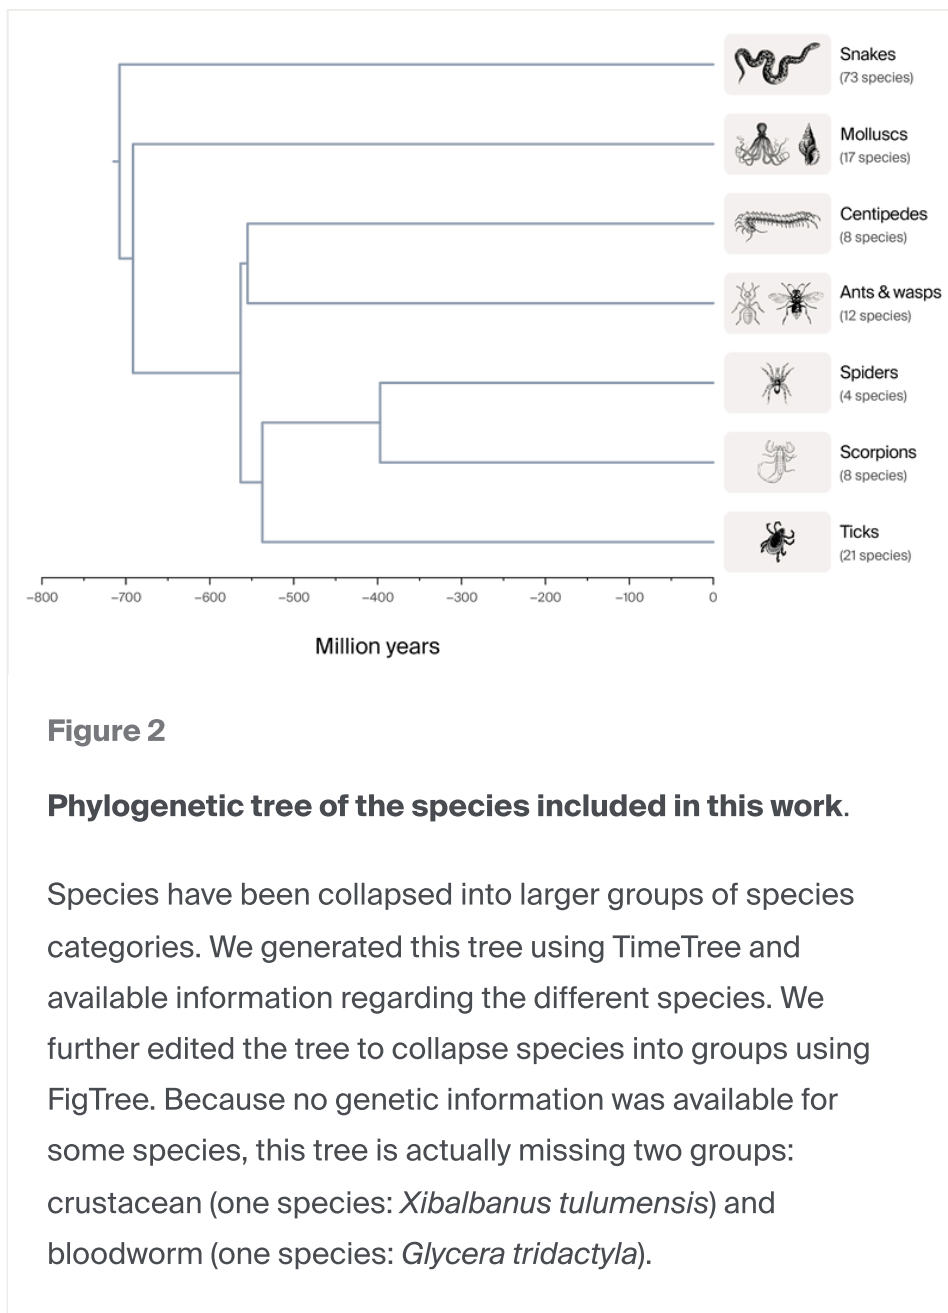 Snakes
(73 species)
Molluscs
(17 species)
Centipedes
(8 species)
Ants & wasps
(12 species)
Spiders
(4 species)
Scorpions
(8 species)
Ticks
(21 species)
−800 −700 −600 −500 −400 −300 −200 −100 0
Million years
Figure 2
Phylogenetic tree of the species included in this work.
Species have been collapsed into larger groups of species
categories. We generated this tree using TimeTree and
available information regarding the different species. We
further edited the tree to collapse species into groups using
FigTree. Because no genetic information was available for
some species, this tree is actually missing two groups:
crustacean (one species: Xibalbanus tulumensis) and
bloodworm (one species: Glycera tridactyla).